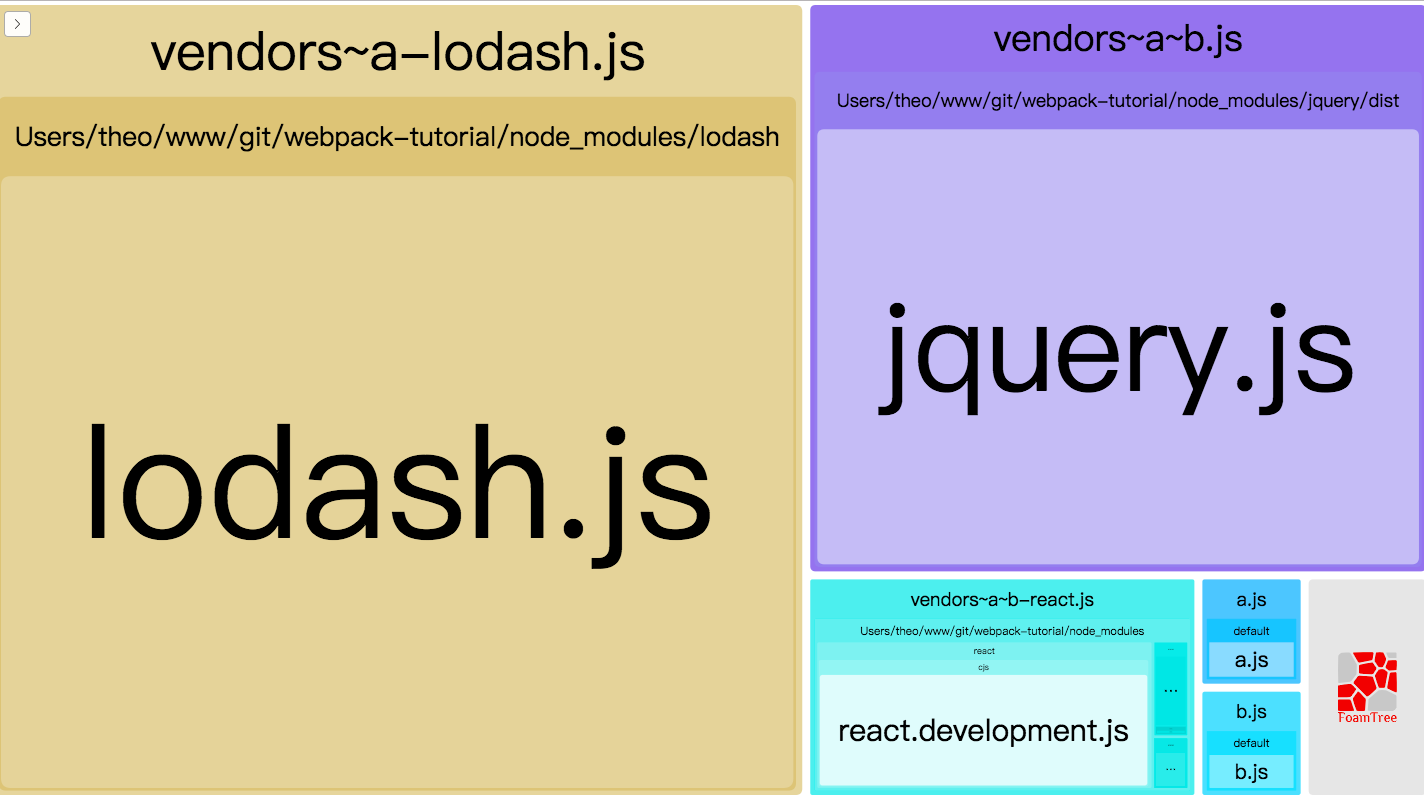 vendors~a-lodash.js
Users/theo/www/git/webpack-tutorial/node_modules/lodash
lodash.js
vendors~a~b.js
Users/theo/www/git/webpack-tutorial/node_modules/jquery/dist
jquery.js
vendors~a~b-react.js
Users/theo/www/git/webpack-tutorial/node_modules
react
cjs
react.development.js
...
...
...
...
a.js
default
a.js
b.js
default
b.js
FoamTree